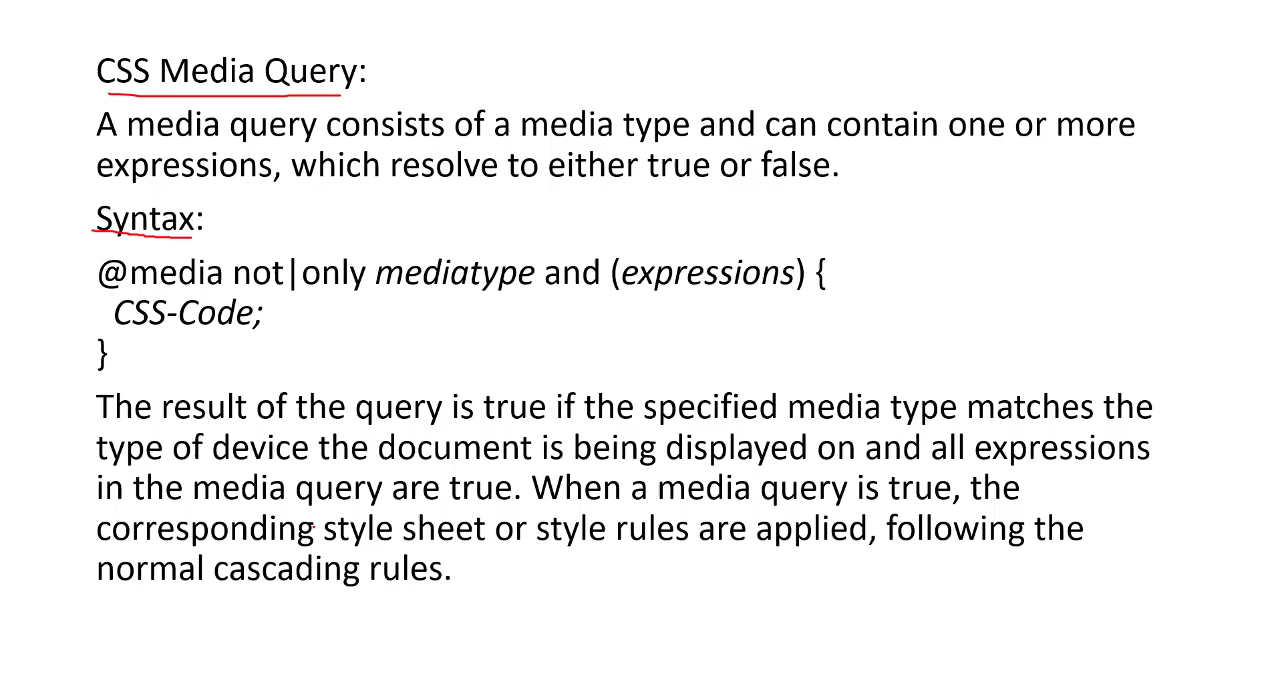 CSS Media Query:
A media query consists of a media type and can contain one or more
expressions, which resolve to either true or false.
Syntax:
@media not|only mediatype and (expressions) {
  CSS-Code;
}
The result of the query is true if the specified media type matches the
type of device the document is being displayed on and all expressions
in the media query are true. When a media query is true, the
corresponding style sheet or style rules are applied, following the
normal cascading rules.